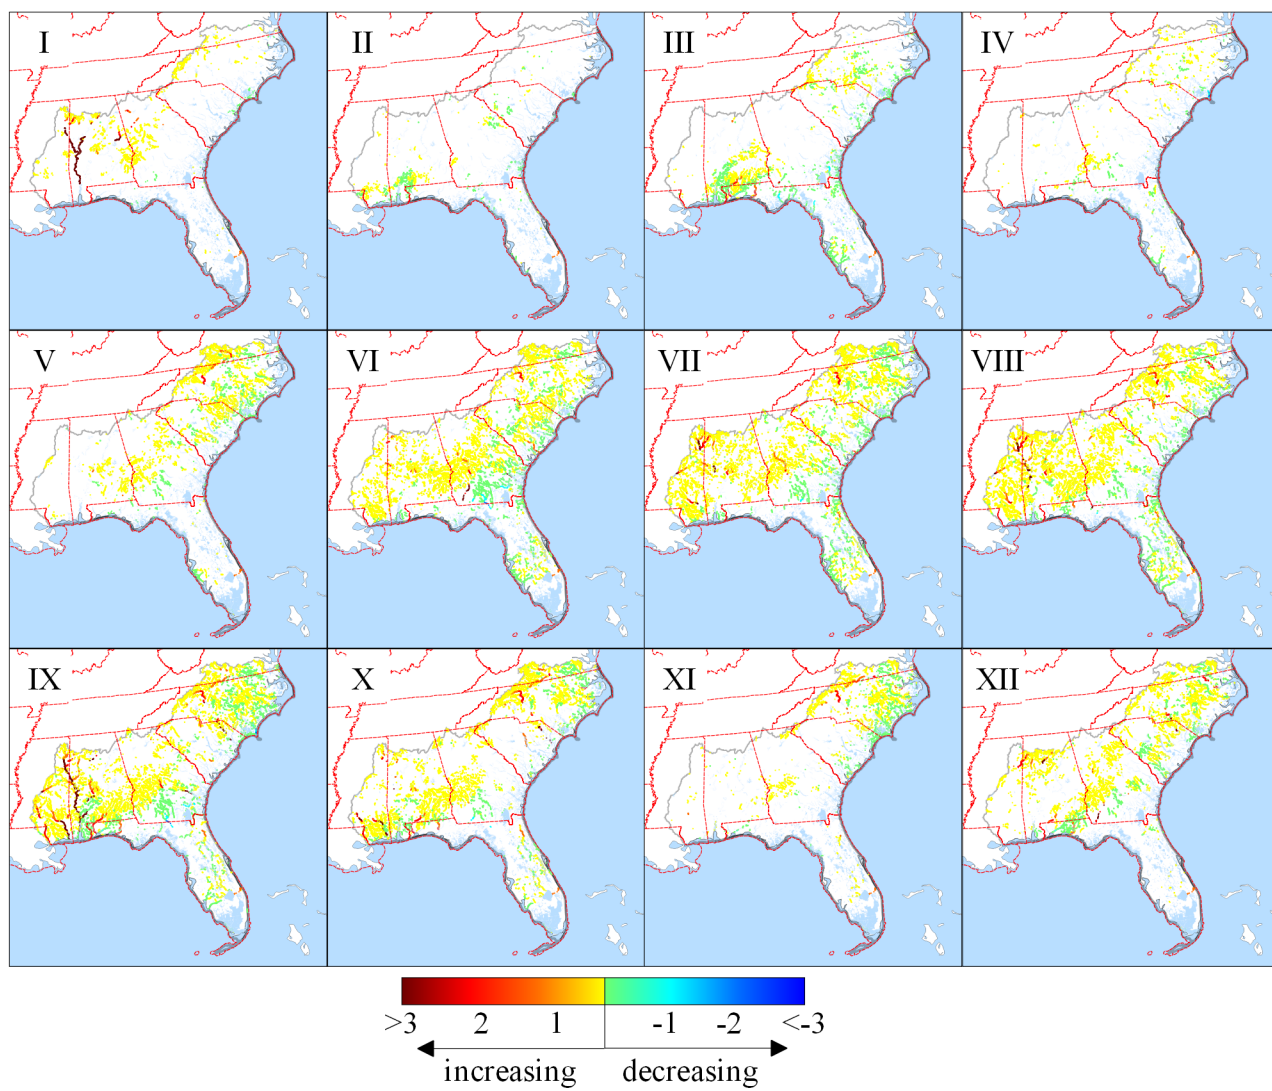 I II III IV
V VI VII VIII
IX X XI XII
>3 2 1 -1 -2 <-3
increasing decreasing